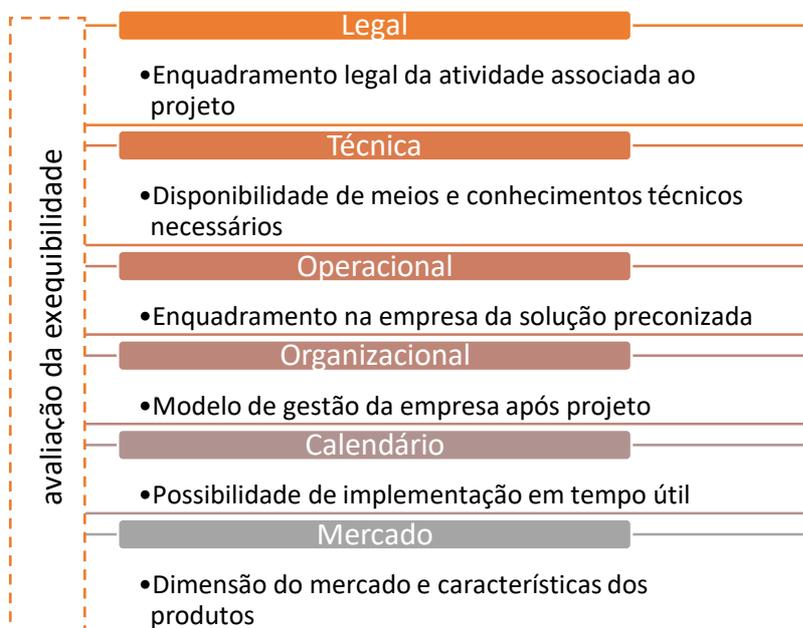 avaliação da exequibilidade
Legal
•Enquadramento legal da atividade associada ao
projeto
Técnica
•Disponibilidade de meios e conhecimentos técnicos
necessários
Operacional
•Enquadramento na empresa da solução preconizada
Organizacional
•Modelo de gestão da empresa após projeto
Calendário
•Possibilidade de implementação em tempo útil
Mercado
•Dimensão do mercado e características dos
produtos